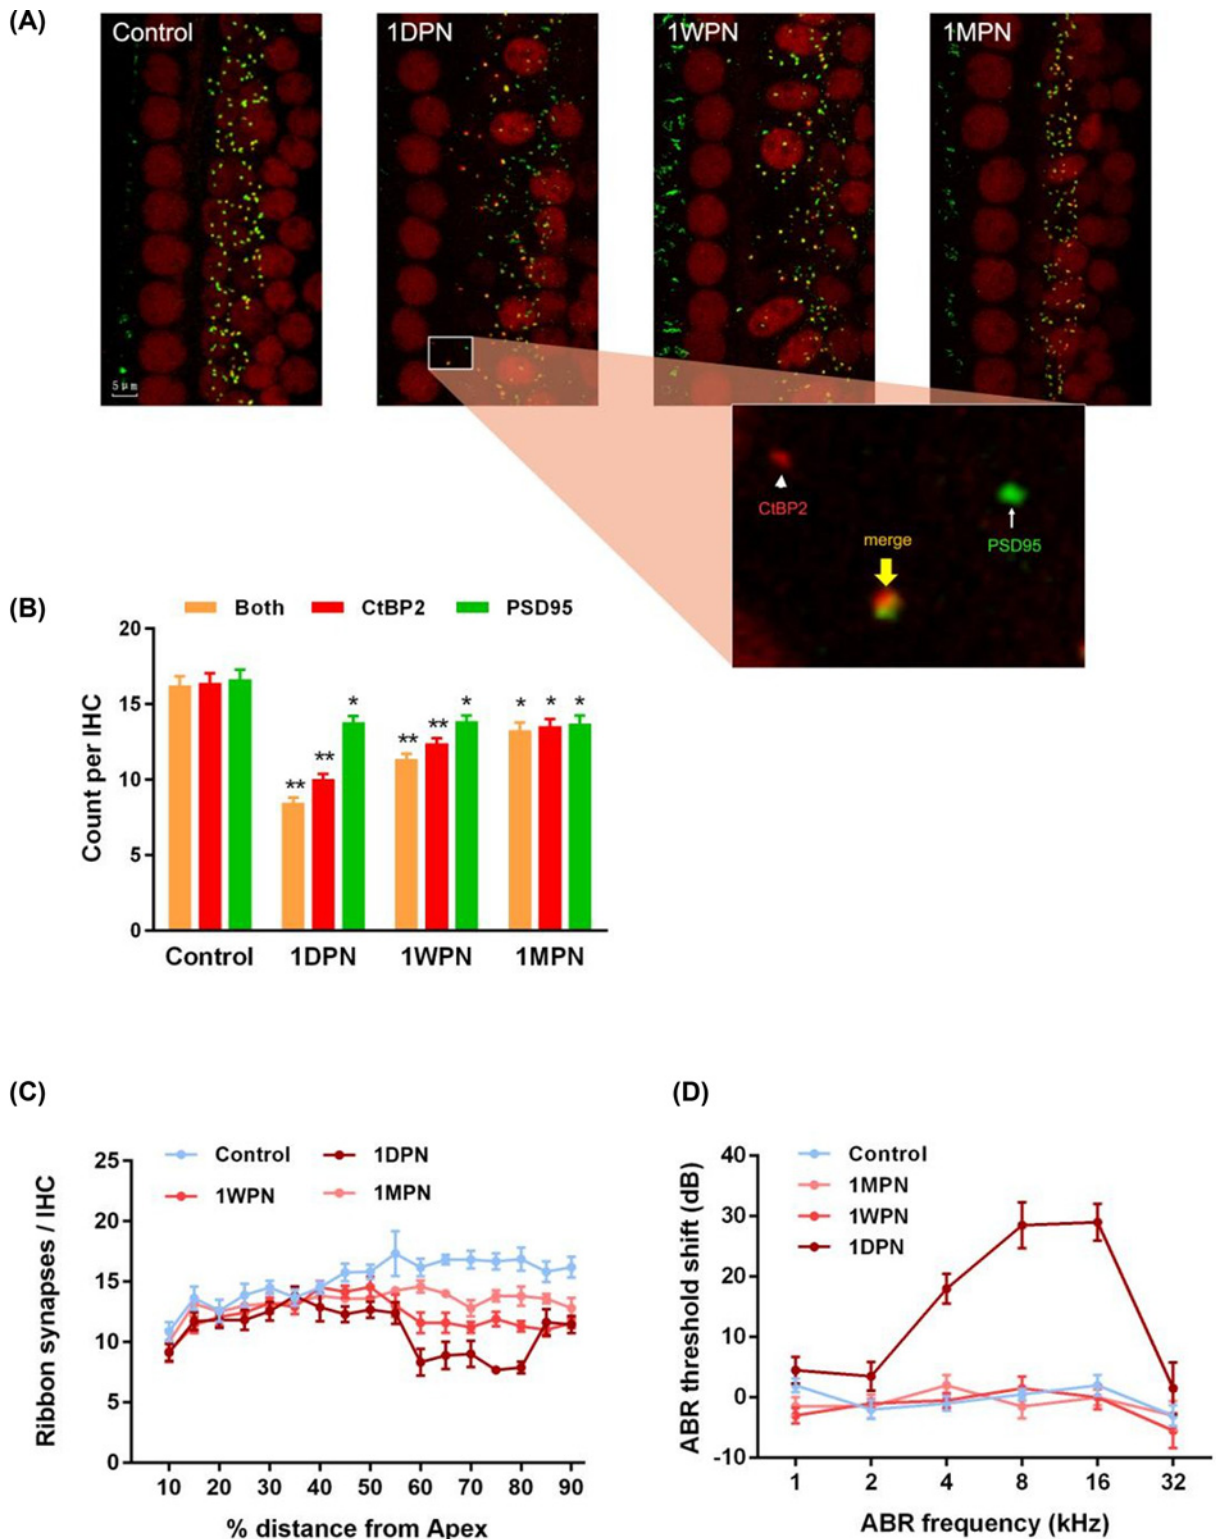 (A)
Control
1DPN
1WPN
1MPN
5μm
CtBP2
merge
PSD95
(B)
Both CtBP2 PSD95
20
15
10
5
0
Count per IHC
* * * * *
** ** ** **
Control 1DPN 1WPN 1MPN
(C)
Control 1DPN
1WPN 1MPN
25
20
15
10
5
0
Ribbon synapses / IHC
10 20 30 40 50 60 70 80 90
% distance from Apex
(D)
Control
1MPN
1WPN
1DPN
40
30
20
10
0
-10
ABR threshold shift (dB)
1 2 4 8 16 32
ABR frequency (kHz)